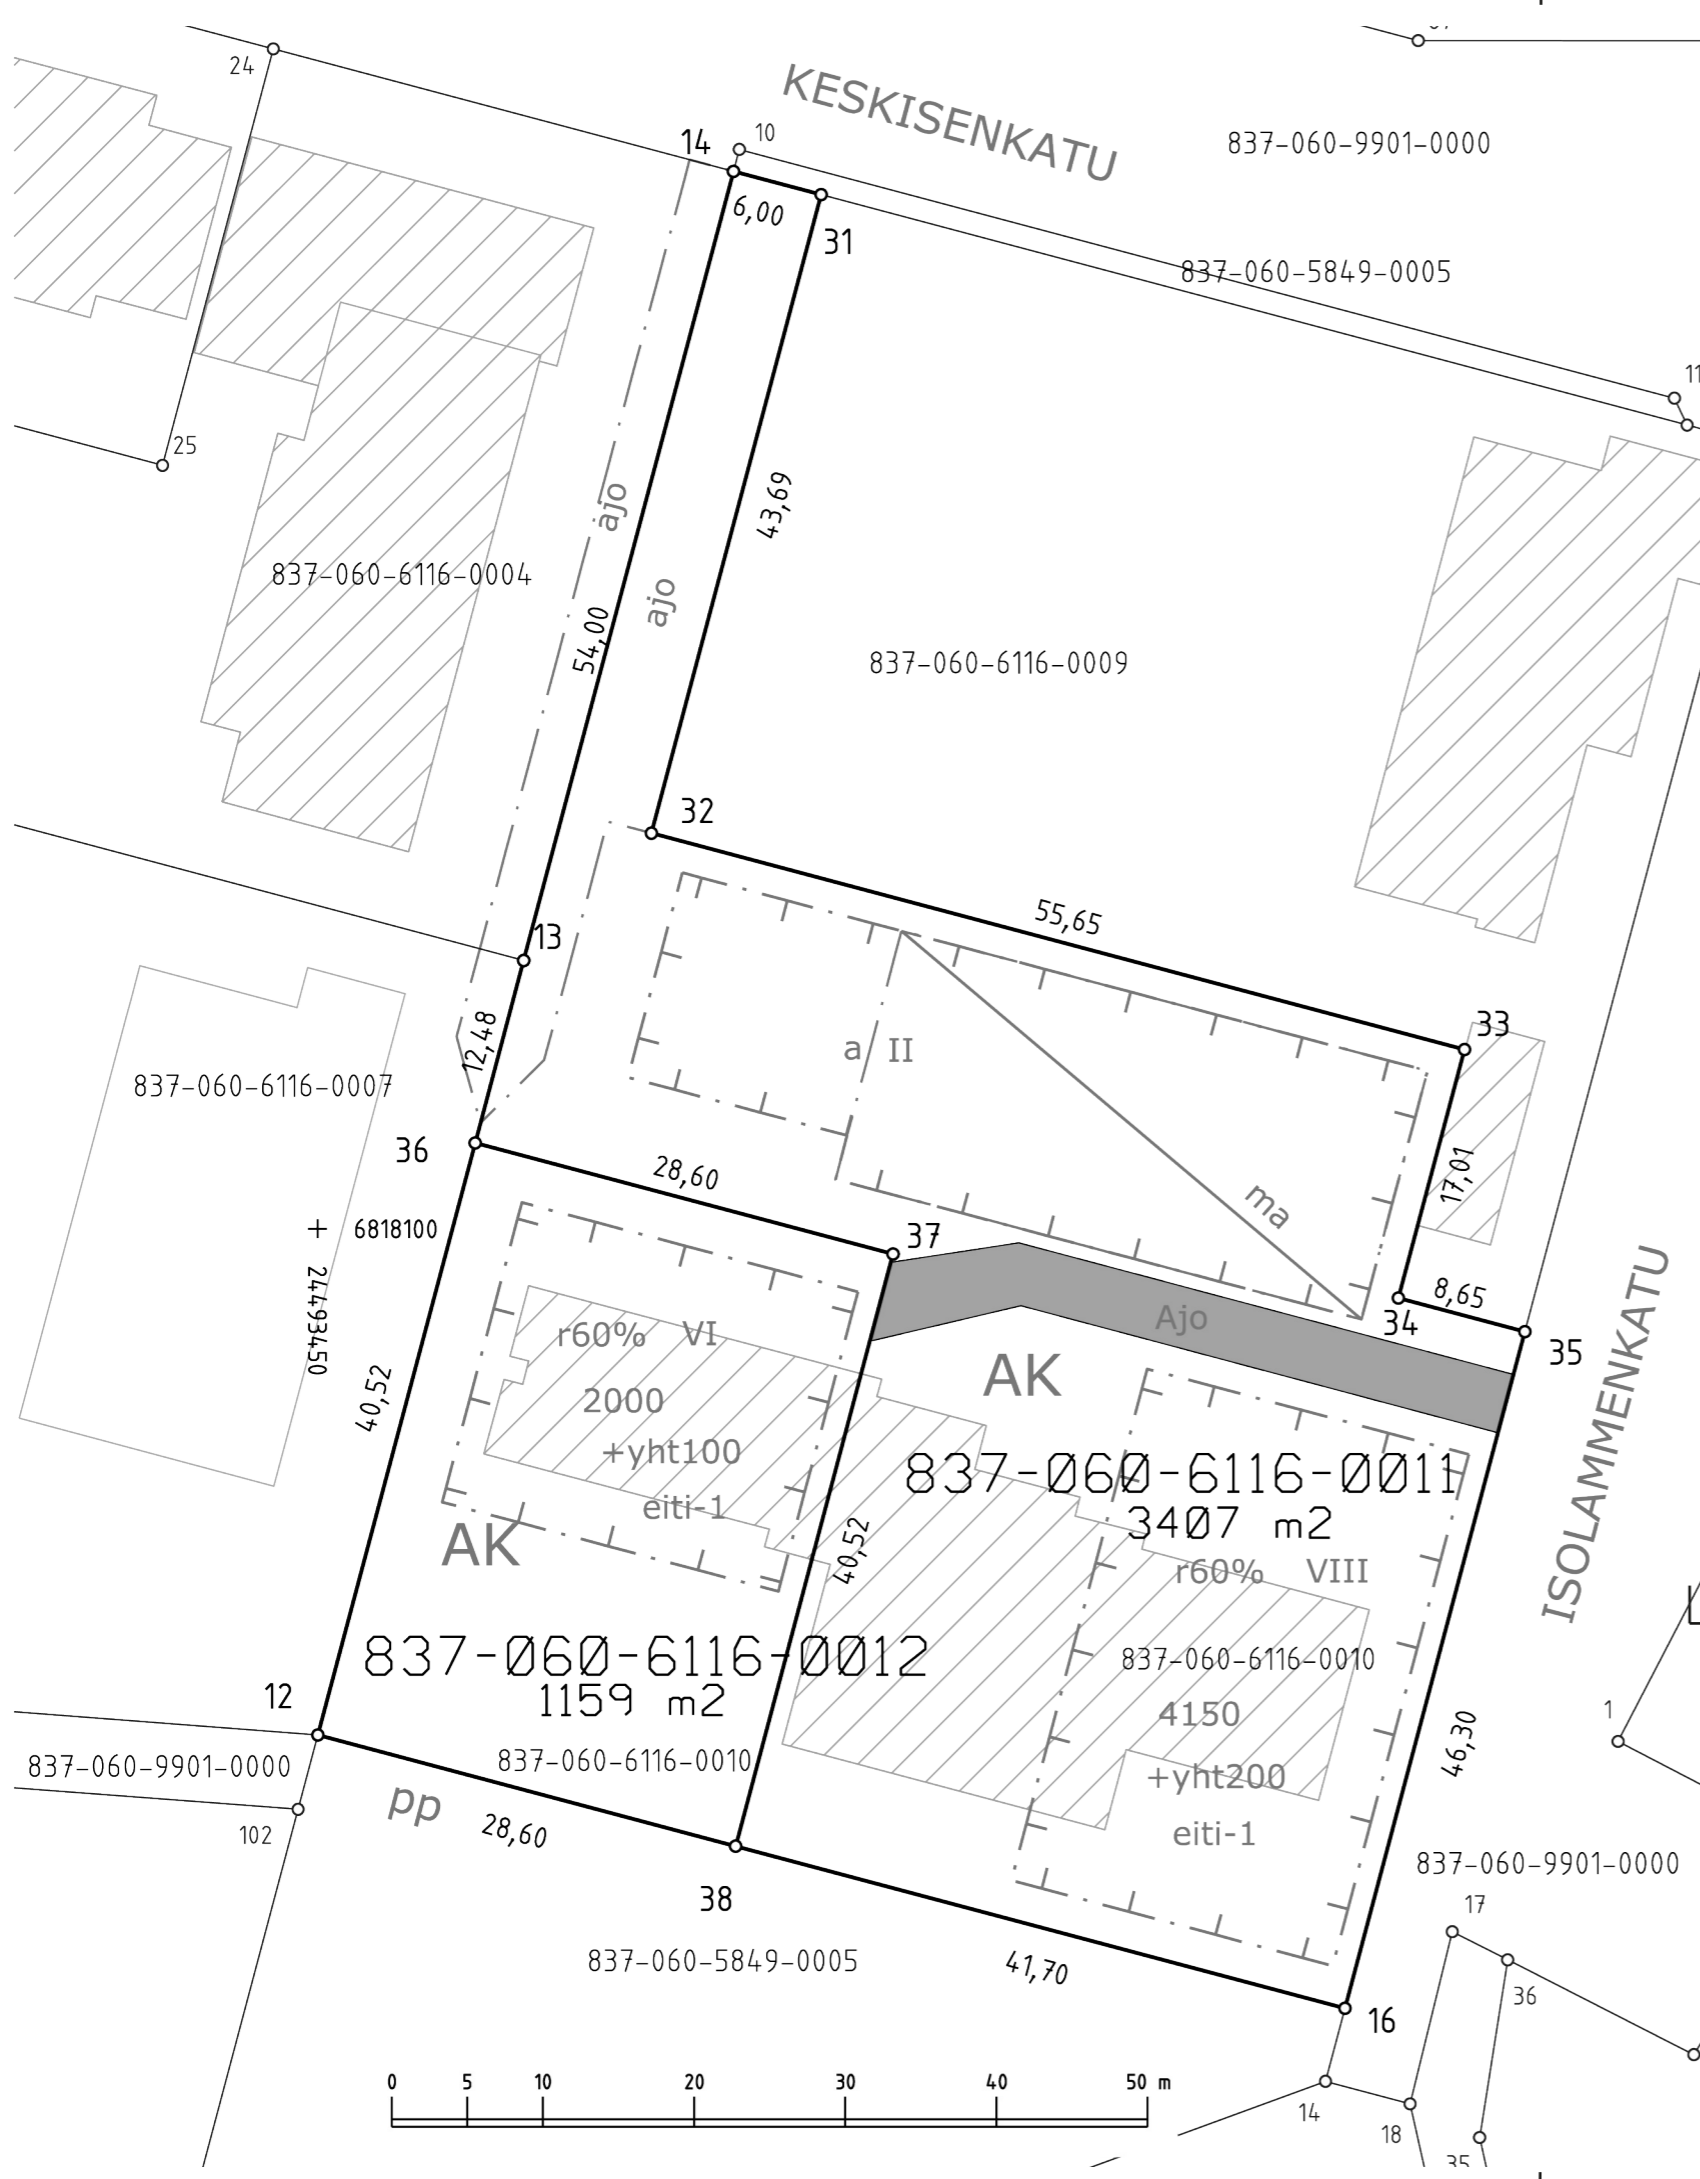 24
14
10
KESKISENKATU
837-060-9901-0000
6,00
31
837-060-5849-0005
11
25
43,69
ajo
837-060-6116-0004
ajo
54,00
837-060-6116-0009
32
13
55,65
12,48
33
a II
837-060-6116-0007
36
28,60
17,01
ma
37
+ 6818100
24493450
8,65
Ajo
34
35
r60% VI
AK
2000
40,52
+yht100
837-060-6116-0011
eiti-1
3407 m2
AK
40,52
r60% VIII
ISOLAMMENKATU
837-060-6116-0012
837-060-6116-0010
12
1159 m2
4150
1
46,30
837-060-9901-0000
837-060-6116-0010
+yht200
pp
28,60
102
eiti-1
837-060-9901-0000
38
17
837-060-5849-0005
41,70
36
16
0 5 10 20 30 40 50 m
14
18
35